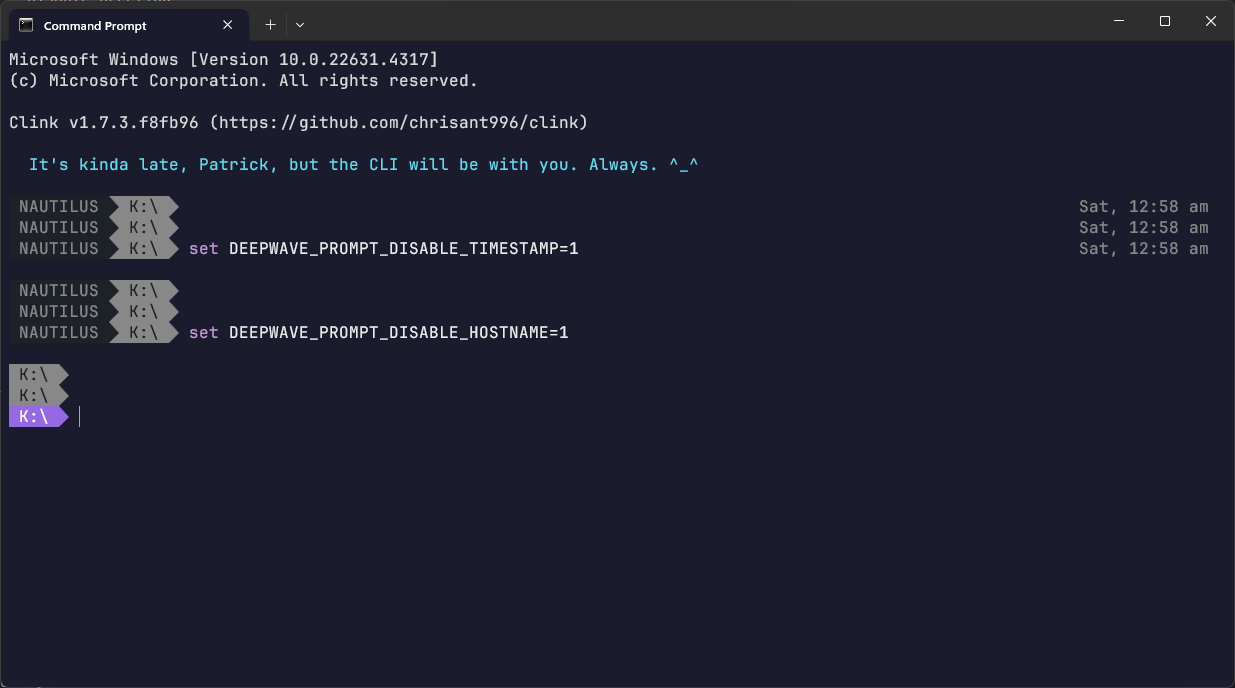 Command Prompt
Microsoft Windows [Version 10.0.22631.4317]
(c) Microsoft Corporation. All rights reserved.
Clink v1.7.3.f8fb96 (https://github.com/chrisant996/clink)
It's kinda late, Patrick, but the CLI will be with you. Always. ^_^
NAUTILUS K:\ Sat, 12:58 am
NAUTILUS K:\ Sat, 12:58 am
NAUTILUS K:\ set DEEPWAVE_PROMPT_DISABLE_TIMESTAMP=1 Sat, 12:58 am
NAUTILUS K:\
NAUTILUS K:\
NAUTILUS K:\ set DEEPWAVE_PROMPT_DISABLE_HOSTNAME=1
K:\
K:\
K:\